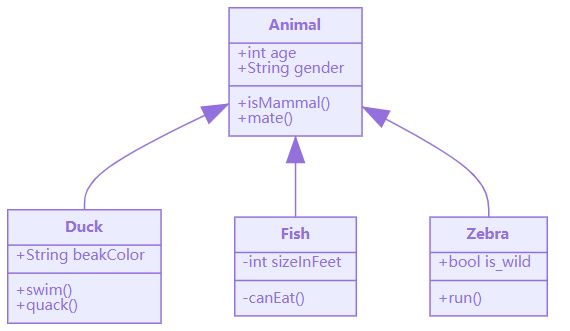 Animal
+int age
+String gender
+isMammal()
+mate()
Duck
+String beakColor
+swim()
+quack()
Fish
-int sizeInFeet
-canEat()
Zebra
+bool is_wild
+run()